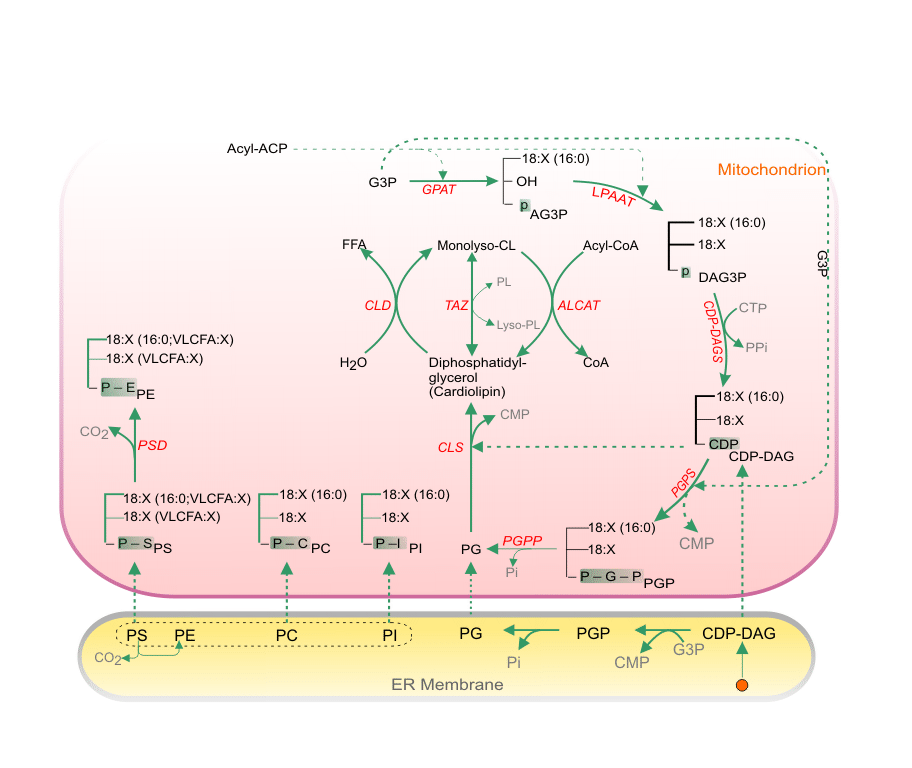 Acyl-ACP
18:X (16:0)
Mitochondrion
G3P
GPAT
OH
LPAAT
p
AG3P
18:X (16:0)
18:X
p
DAG3P
G3P
FFA
Monolyso-CL
Acyl-CoA
PL
CLD
TAZ
ALCAT
Lyso-PL
CDP-DAGS
CTP
PPi
H2O
Diphosphatidyl-
glycerol
(Cardiolipin)
CoA
18:X (16:0;VLCFA:X)
18:X (VLCFA:X)
P – E
PE
18:X (16:0)
18:X
CDP
CDP-DAG
CMP
CO2
PSD
CLS
PGPS
18:X (16:0;VLCFA:X)
18:X (VLCFA:X)
P – S
PS
18:X (16:0)
18:X
P – C
PC
18:X (16:0)
18:X
P – I
PI
PG
PGPP
Pi
18:X (16:0)
18:X
P – G – P
PGP
CMP
PS
PE
PC
PI
PG
PGP
CDP-DAG
CO2
Pi
CMP
G3P
ER Membrane